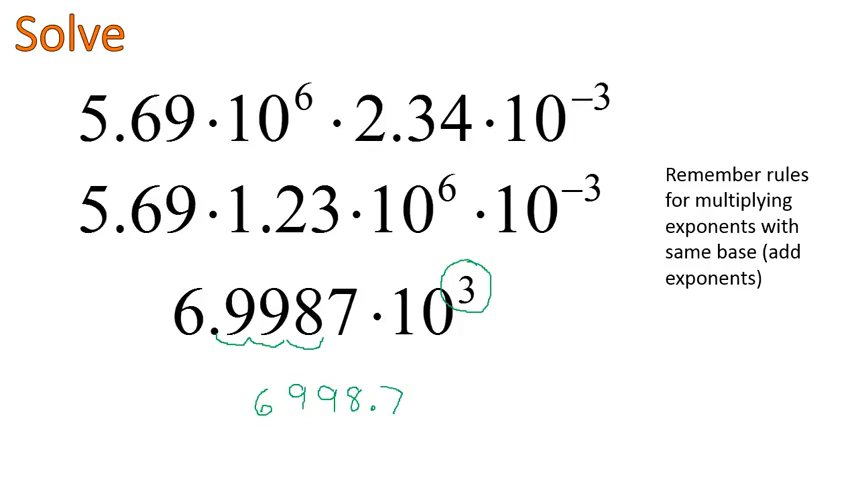 Solve
5.69·10⁶·2.34·10⁻³
5.69·1.23·10⁶·10⁻³
6.9987·10³
6998.7
Remember rules
for multiplying
exponents with
same base (add
exponents)